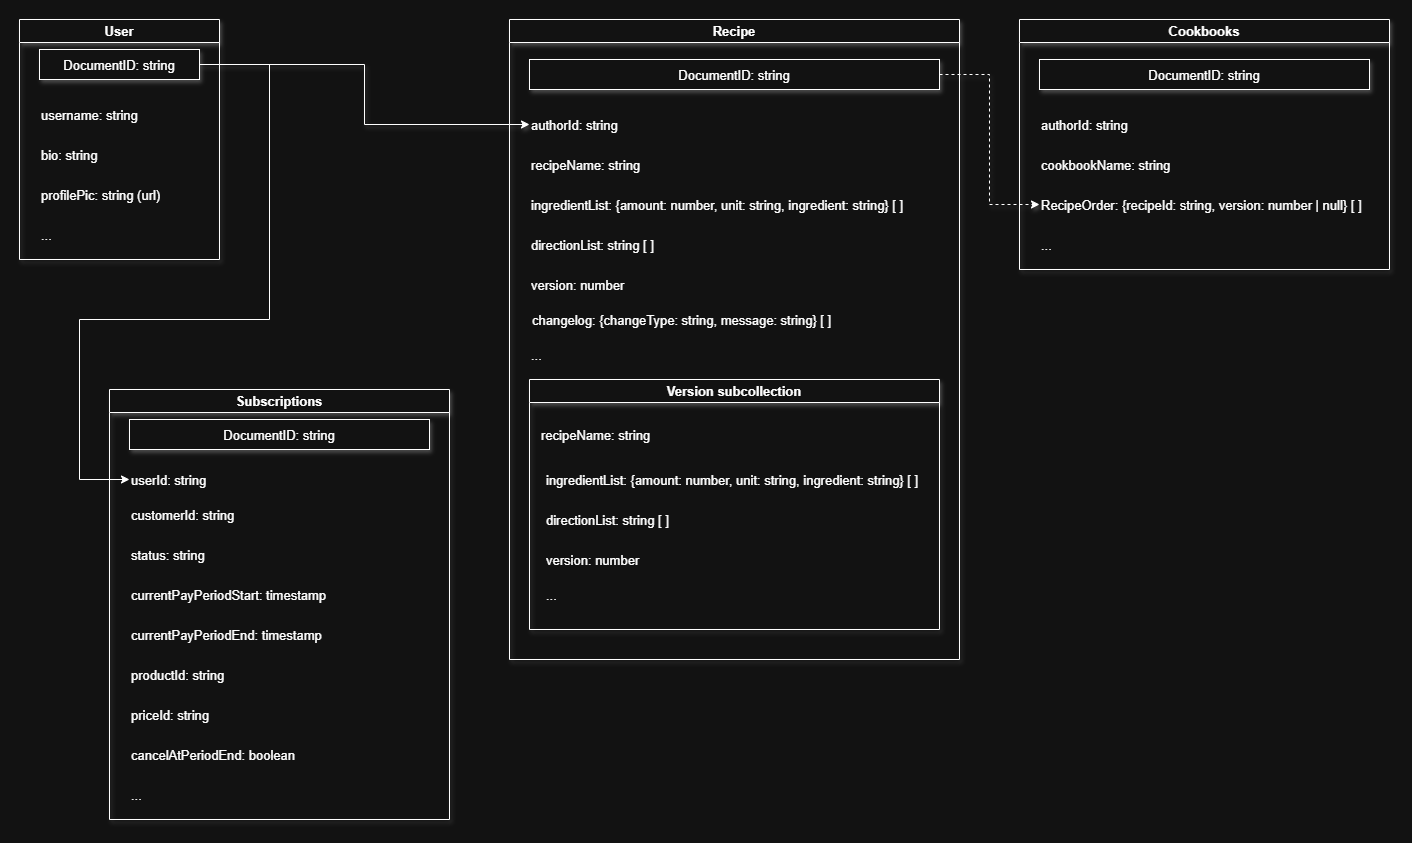 User
DocumentID: string
username: string
bio: string
profilePic: string (url)
...
Recipe
DocumentID: string
authorId: string
recipeName: string
ingredientList: {amount: number, unit: string, ingredient: string} [ ]
directionList: string [ ]
version: number
changelog: {changeType: string, message: string} [ ]
...
Version subcollection
recipeName: string
ingredientList: {amount: number, unit: string, ingredient: string} [ ]
directionList: string [ ]
version: number
...
Cookbooks
DocumentID: string
authorId: string
cookbookName: string
RecipeOrder: {recipeId: string, version: number | null} [ ]
...
Subscriptions
DocumentID: string
userId: string
customerId: string
status: string
currentPayPeriodStart: timestamp
currentPayPeriodEnd: timestamp
productId: string
priceId: string
cancelAtPeriodEnd: boolean
...